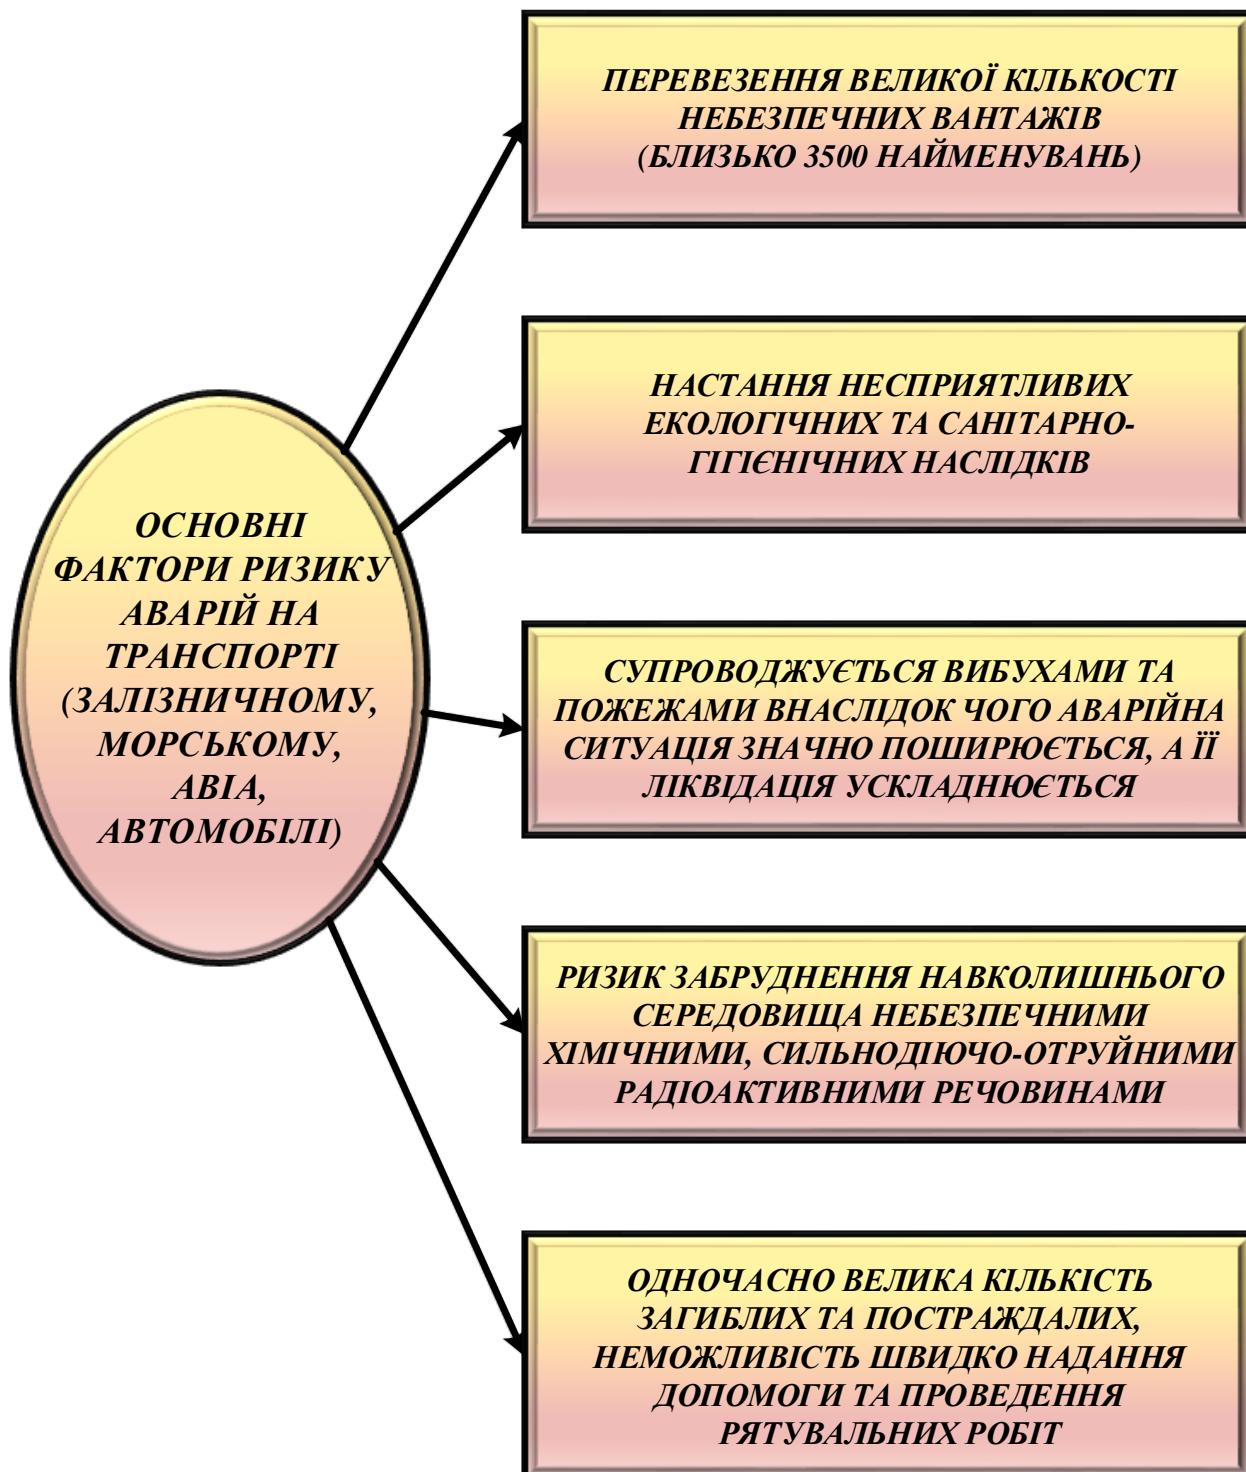 ОСНОВНІ
ФАКТОРИ РИЗИКУ
АВАРІЙ НА
ТРАНСПОРТІ
(ЗАЛІЗНИЧНОМУ,
МОРСЬКОМУ,
АВІА,
АВТОМОБІЛІ)
ПЕРЕВЕЗЕННЯ ВЕЛИКОЇ КІЛЬКОСТІ
НЕБЕЗПЕЧНИХ ВАНТАЖІВ
(БЛИЗЬКО 3500 НАЙМЕНУВАНЬ)
НАСТАННЯ НЕСПРИЯТЛИВИХ
ЕКОЛОГІЧНИХ ТА САНІТАРНО-
ГІГІЄНІЧНИХ НАСЛІДКІВ
СУПРОВОДЖУЄТЬСЯ ВИБУХАМИ ТА
ПОЖЕЖАМИ ВНАСЛІДОК ЧОГО АВАРІЙНА
СИТУАЦІЯ ЗНАЧНО ПОШИРЮЄТЬСЯ, А ЇЇ
ЛІКВІДАЦІЯ УСКЛАДНЮЄТЬСЯ
РИЗИК ЗАБРУДНЕННЯ НАВКОЛИШНЬОГО
СЕРЕДОВИЩА НЕБЕЗПЕЧНИМИ
ХІМІЧНИМИ, СИЛЬНОДІЮЧО-ОТРУЙНИМИ
РАДІОАКТИВНИМИ РЕЧОВИНАМИ
ОДНОЧАСНО ВЕЛИКА КІЛЬКІСТЬ
ЗАГИБЛИХ ТА ПОСТРАЖДАЛИХ,
НЕМОЖЛИВІСТЬ ШВИДКО НАДАННЯ
ДОПОМОГИ ТА ПРОВЕДЕННЯ
РЯТУВАЛЬНИХ РОБІТ